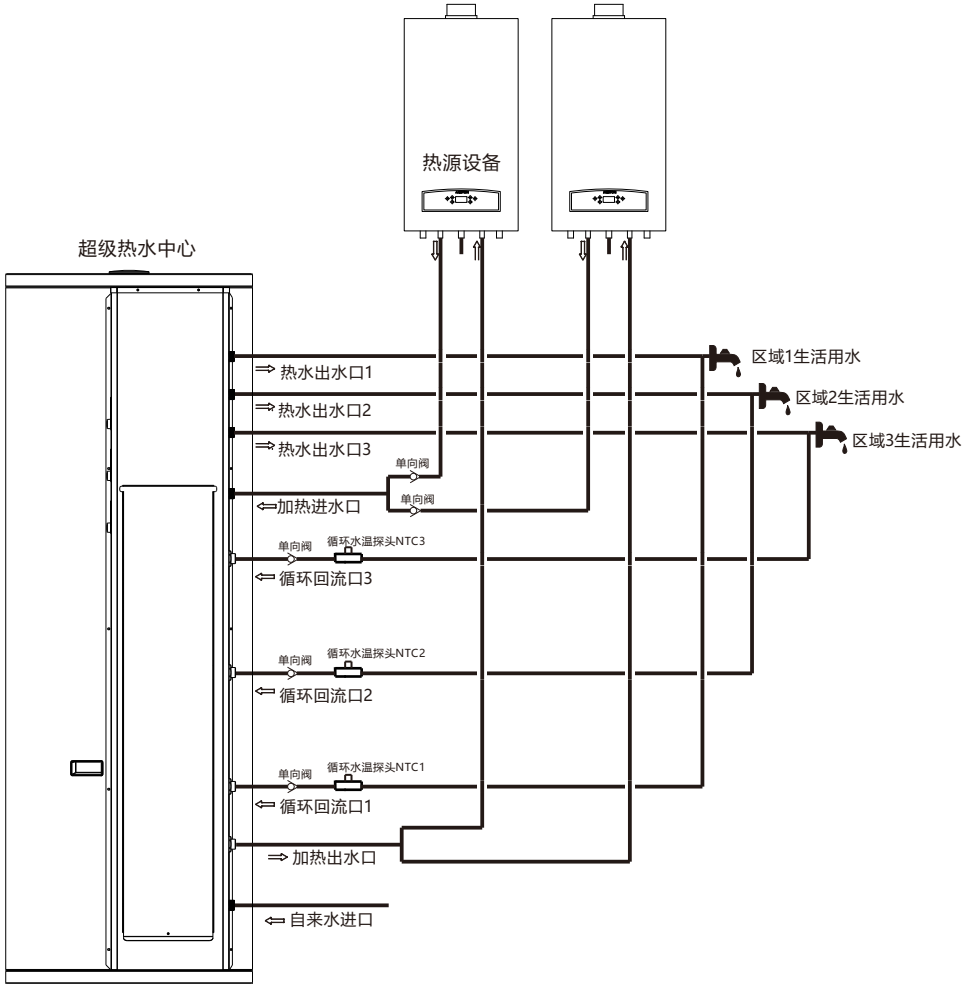 热源设备
超级热水中心
区域1生活用水
热水出水口1
区域2生活用水
热水出水口2
区域3生活用水
热水出水口3
单向阀
单向阀
加热进水口
单向阀
循环水温探头NTC3
循环回流口3
单向阀
循环水温探头NTC2
循环回流口2
单向阀
循环水温探头NTC1
循环回流口1
加热出水口
自来水进口